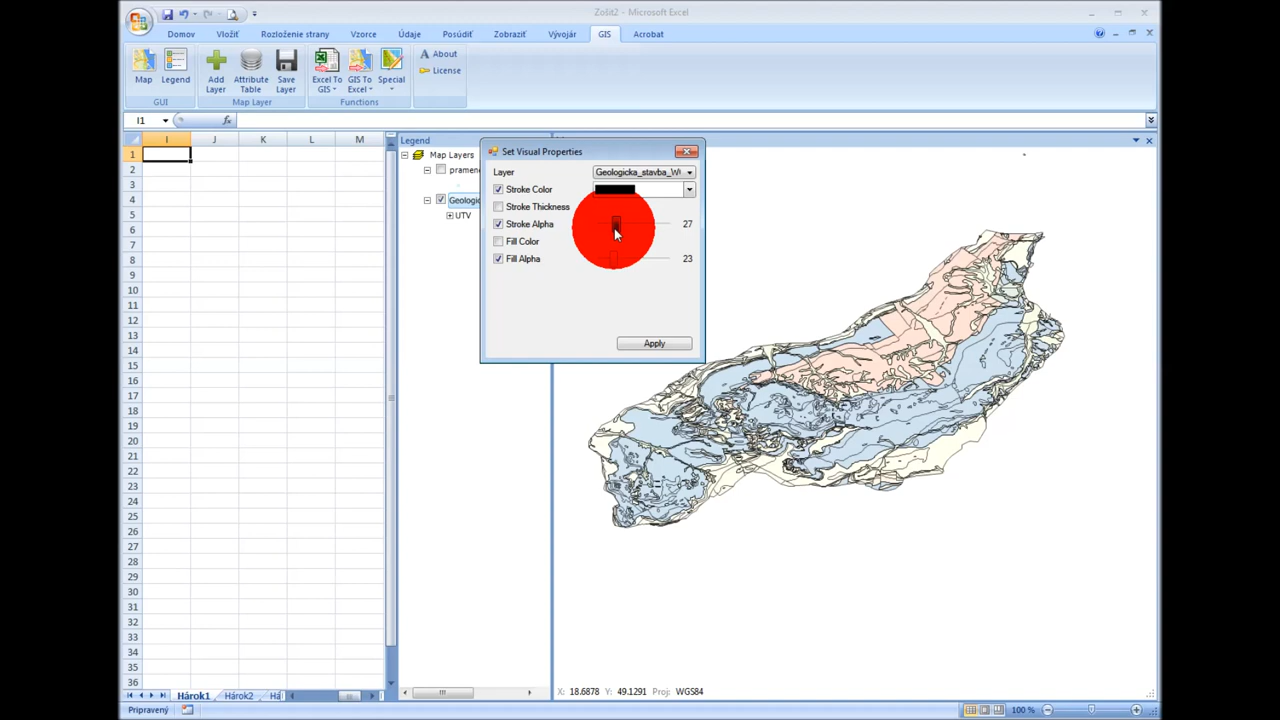 Zošit2 - Microsoft Excel
Domov Vložiť Rozloženie strany Vzorce Údaje Posúdiť Zobraziť Vývojár GIS Acrobat
Map Legend Add Layer Attribute Table Save Layer Excel To GIS GIS To Excel Special About
License
GUI Map Layer Functions
I1 fx
I J K L M
Legend
Map Layers
pramene
Geologic
UTV
Set Visual Properties
Layer Geologicka_stavba_W
Stroke Color
Stroke Thickness
Stroke Alpha 27
Fill Color
Fill Alpha 23
Apply
1
2
3
4
5
6
7
8
9
10
11
12
13
14
15
16
17
18
19
20
21
22
23
24
25
26
27
28
29
30
31
32
33
34
35
36
Hárok1 Hárok2 Há
X: 18.6878 Y: 49.1291 Proj: WGS84
Pripravený 100 %